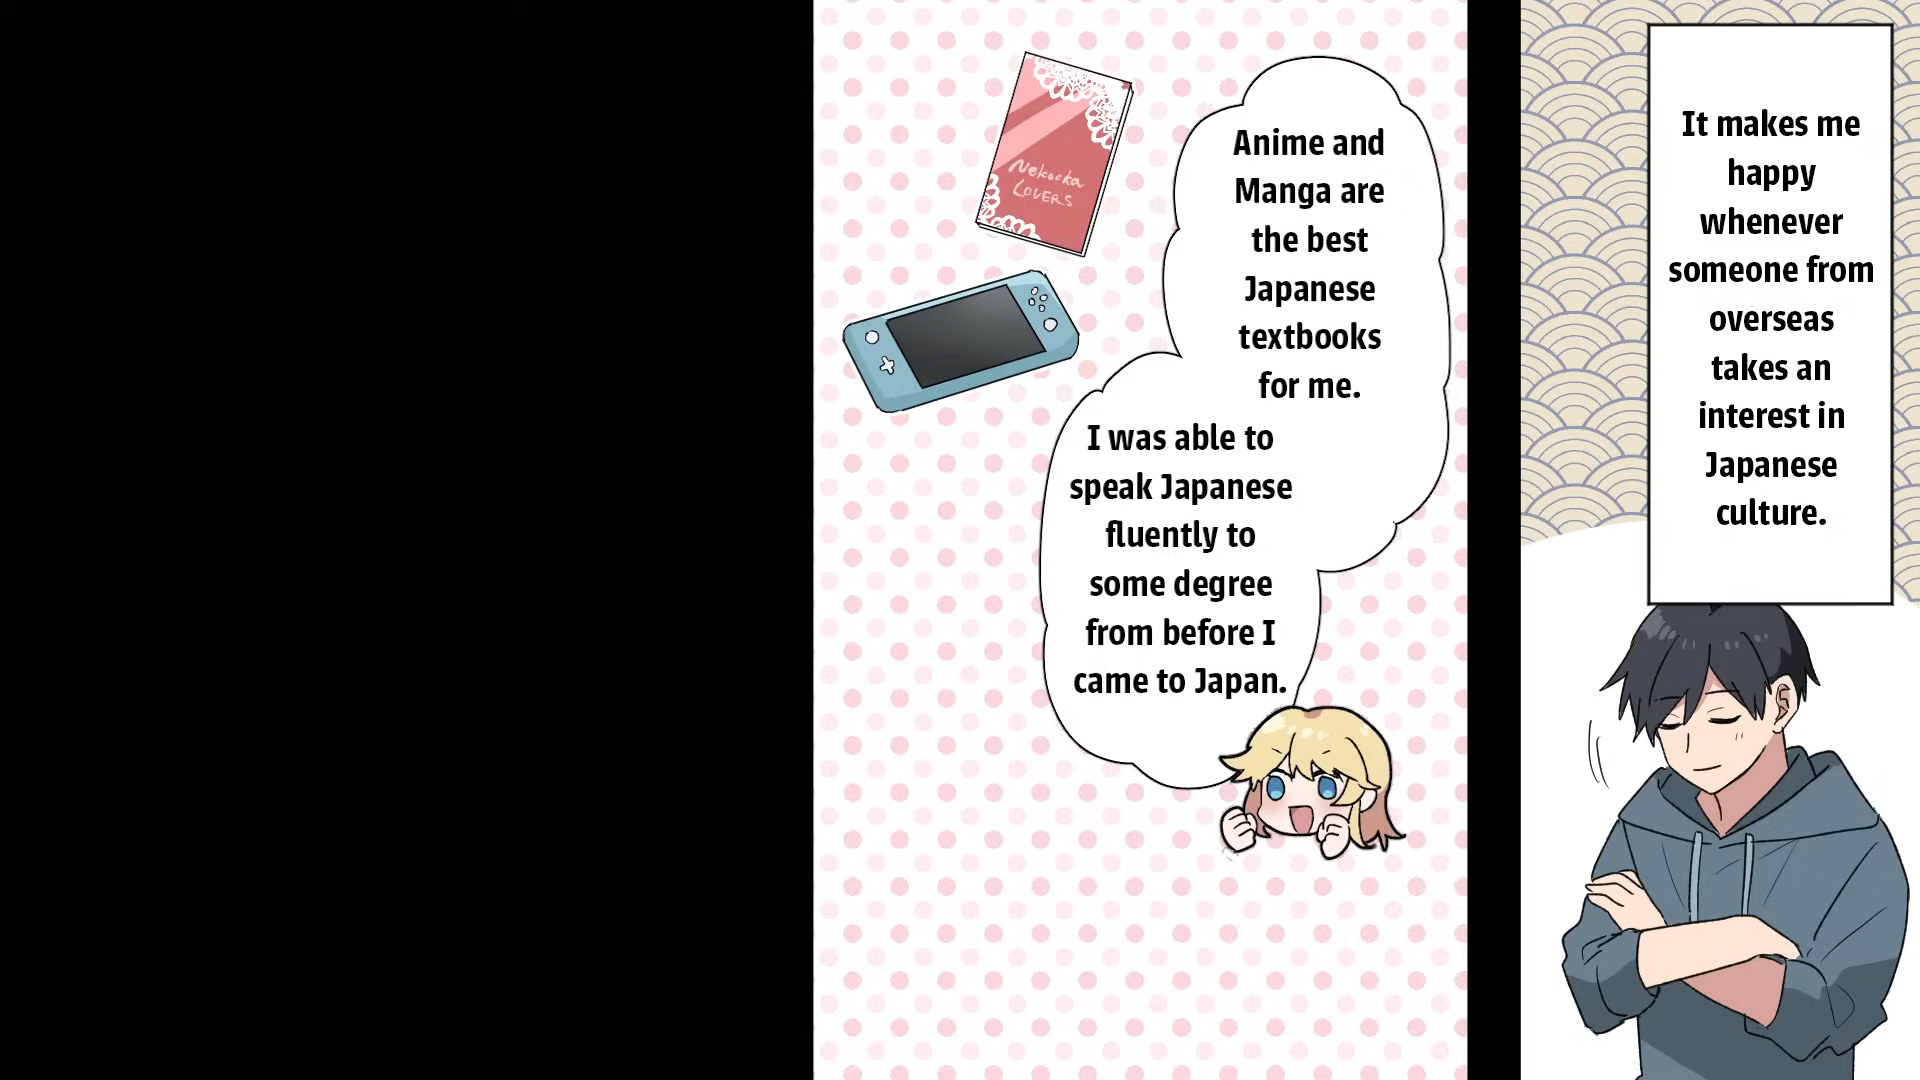 It makes me
happy
whenever
someone from
overseas
takes an
interest in
Japanese
culture.
Anime and
Manga are
the best
Japanese
textbooks
for me.
I was able to
speak Japanese
fluently to
some degree
from before I
came to Japan.
LOVERS